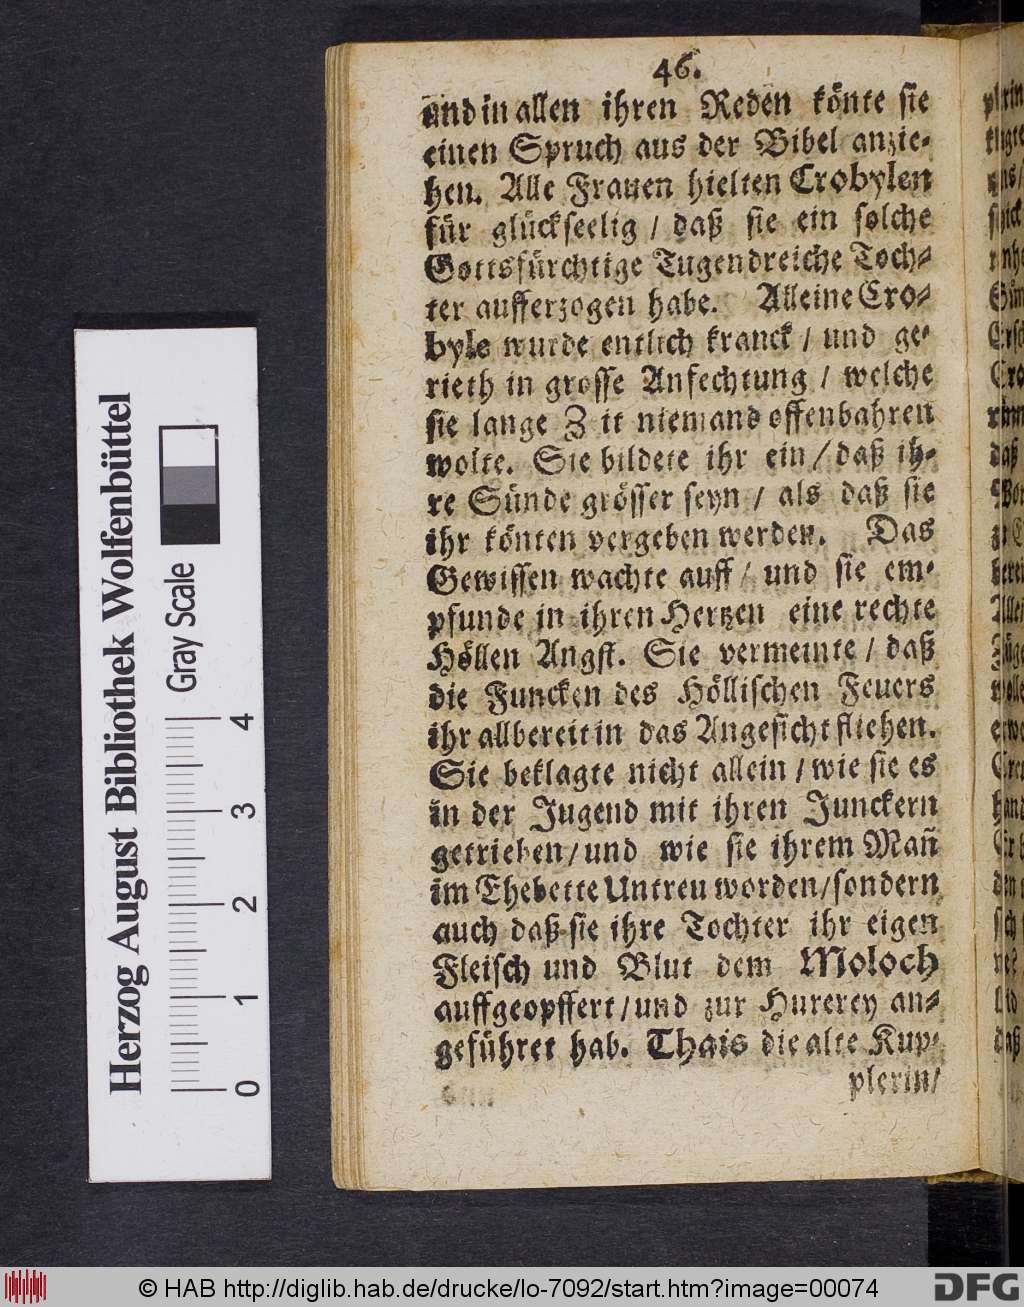 46.
und in allen ihren Reden könte sie
einen Spruch aus der Bibel anzie-
hen. Alle Frauen hielten Crobylen
für glückseelig / daß sie ein solche
Gottsfürchtige Tugendreiche Toch-
ter aufferzogen habe. Alleine Cro-
byle wurde entlich kranck / und ge-
rieth in grosse Anfechtung / welche
sie lange Z it niemand offenbahren
wolte. Sie bildete ihr ein / daß ih-
re Sünde grösser seyn / als daß sie
ihr könten vergeben werden. Das
Gewissen wachte auff / und sie em-
pfunde in ihren Hertzen eine rechte
Höllen Angst. Sie vermeinte / daß
die Funcken des Höllischen Feuers
ihr allbereit in das Angesicht fliehen.
Sie beklagte nicht allein / wie sie es
in der Jugend mit ihren Junckern
getrieben / und wie sie ihrem Mañ
im Ehebette Untreu worden / sondern
auch daß sie ihre Tochter ihr eigen
Fleisch und Blut dem Moloch
auffgeopffert / und zur Hurerey an-
geführet hab. Thais die alte Kup-
plerin /
Herzog August Bibliothek Wolfenbüttel
Gray Scale
0 1 2 3 4
© HAB http://diglib.hab.de/drucke/lo-7092/start.htm?image=00074
DFG